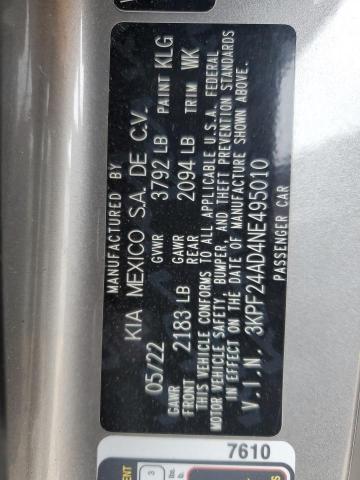 MANUFACTURED BY
KIA MEXICO S.A. DE C.V.
05/22 GVWR 3792 LB PAINT KLG
GAWR FRONT 2183 LB GAWR REAR 2094 LB TRIM WK
THIS VEHICLE CONFORMS TO ALL APPLICABLE U.S.A. FEDERAL
MOTOR VEHICLE SAFETY, BUMPER, AND THEFT PREVENTION STANDARDS
IN EFFECT ON THE DATE OF MANUFACTURE SHOWN ABOVE.
V.I.N. 3KPF24AD4NE495010
PASSENGER CAR
7610